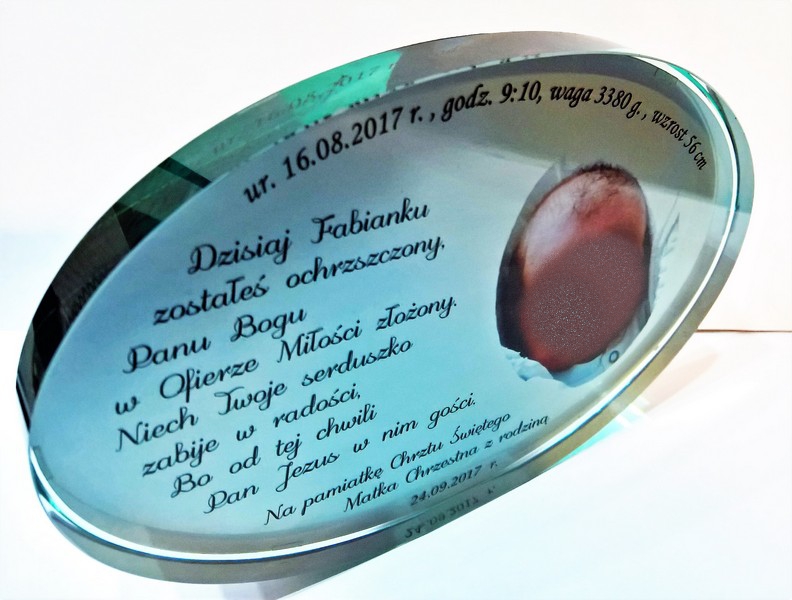 ur. 16.08.2017 r. , godz. 9:10, waga 3380 g. , wzrost 56 cm
Dzisiaj Fabianku
zostałeś ochrzszczony,
Panu Bogu
w Ofierze Miłości złożony.
Niech Twoje serduszko
zabije w radości,
Bo od tej chwili
Pan Jezus w nim gości.
Na pamiatkę Chrztu Świętego
Matka Chrzestna z rodziną
24.09.2017 r.